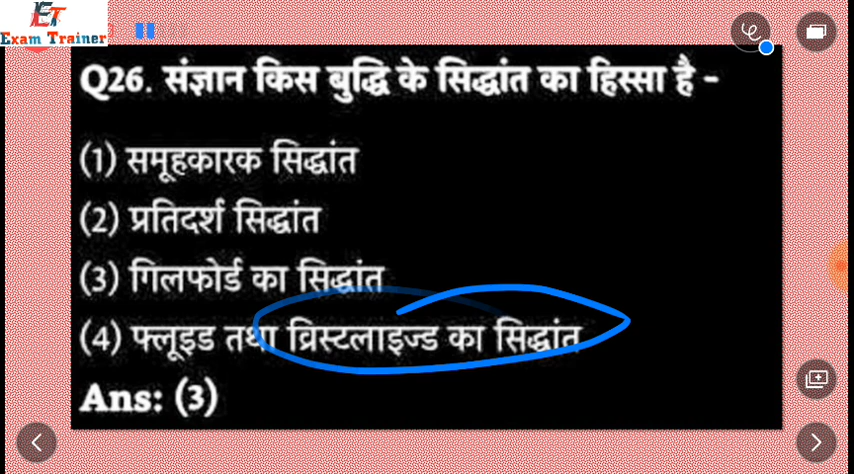 ET
Exam Trainer
Q26. संज्ञान किस बुद्धि के सिद्धांत का हिस्सा है -
(1) समूहकारक सिद्धांत
(2) प्रतिदर्श सिद्धांत
(3) गिलफोर्ड का सिद्धांत
(4) फ्लूइड तथा व्रिस्टलाइज्ड का सिद्धांत
Ans: (3)